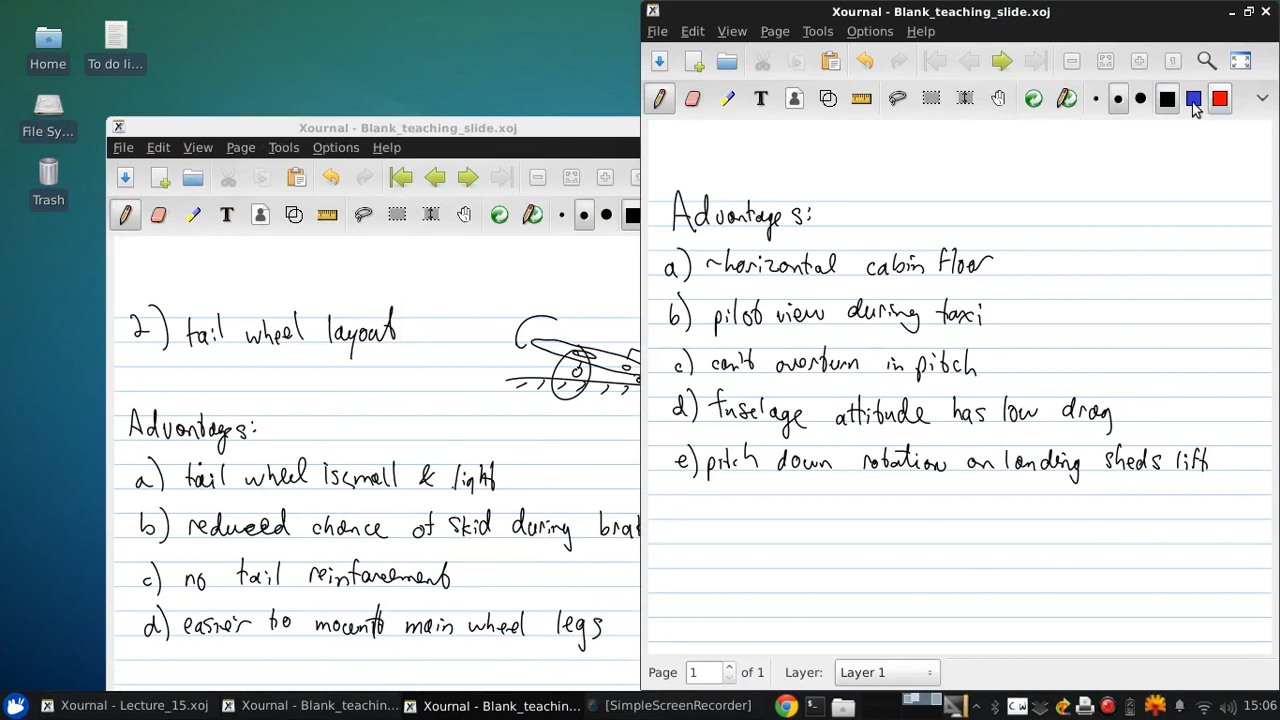 Home
To do li...
File Sy...
Trash
Xournal - Blank_teaching_slide.xoj
File Edit View Page Tools Options Help
2) tail wheel layout
Advantages:
a) tail wheel is small & light
b) reduced chance of skid during bra
c) no tail reinforcement
d) easier to mount main wheel legs
Xournal - Blank_teaching_slide.xoj
File Edit View Page Tools Options Help
Advantages:
a) ~horizontal cabin floor
b) pilot view during taxi
c) can't overturn in pitch
d) fuselage attitude has low drag
e) pitch down rotation on landing sheds lift
Page 1 of 1 Layer: Layer 1
Xournal - Lecture_15.xoj Xournal - Blank_teachin... Xournal - Blank_teachin... [SimpleScreenRecorder] 15:06